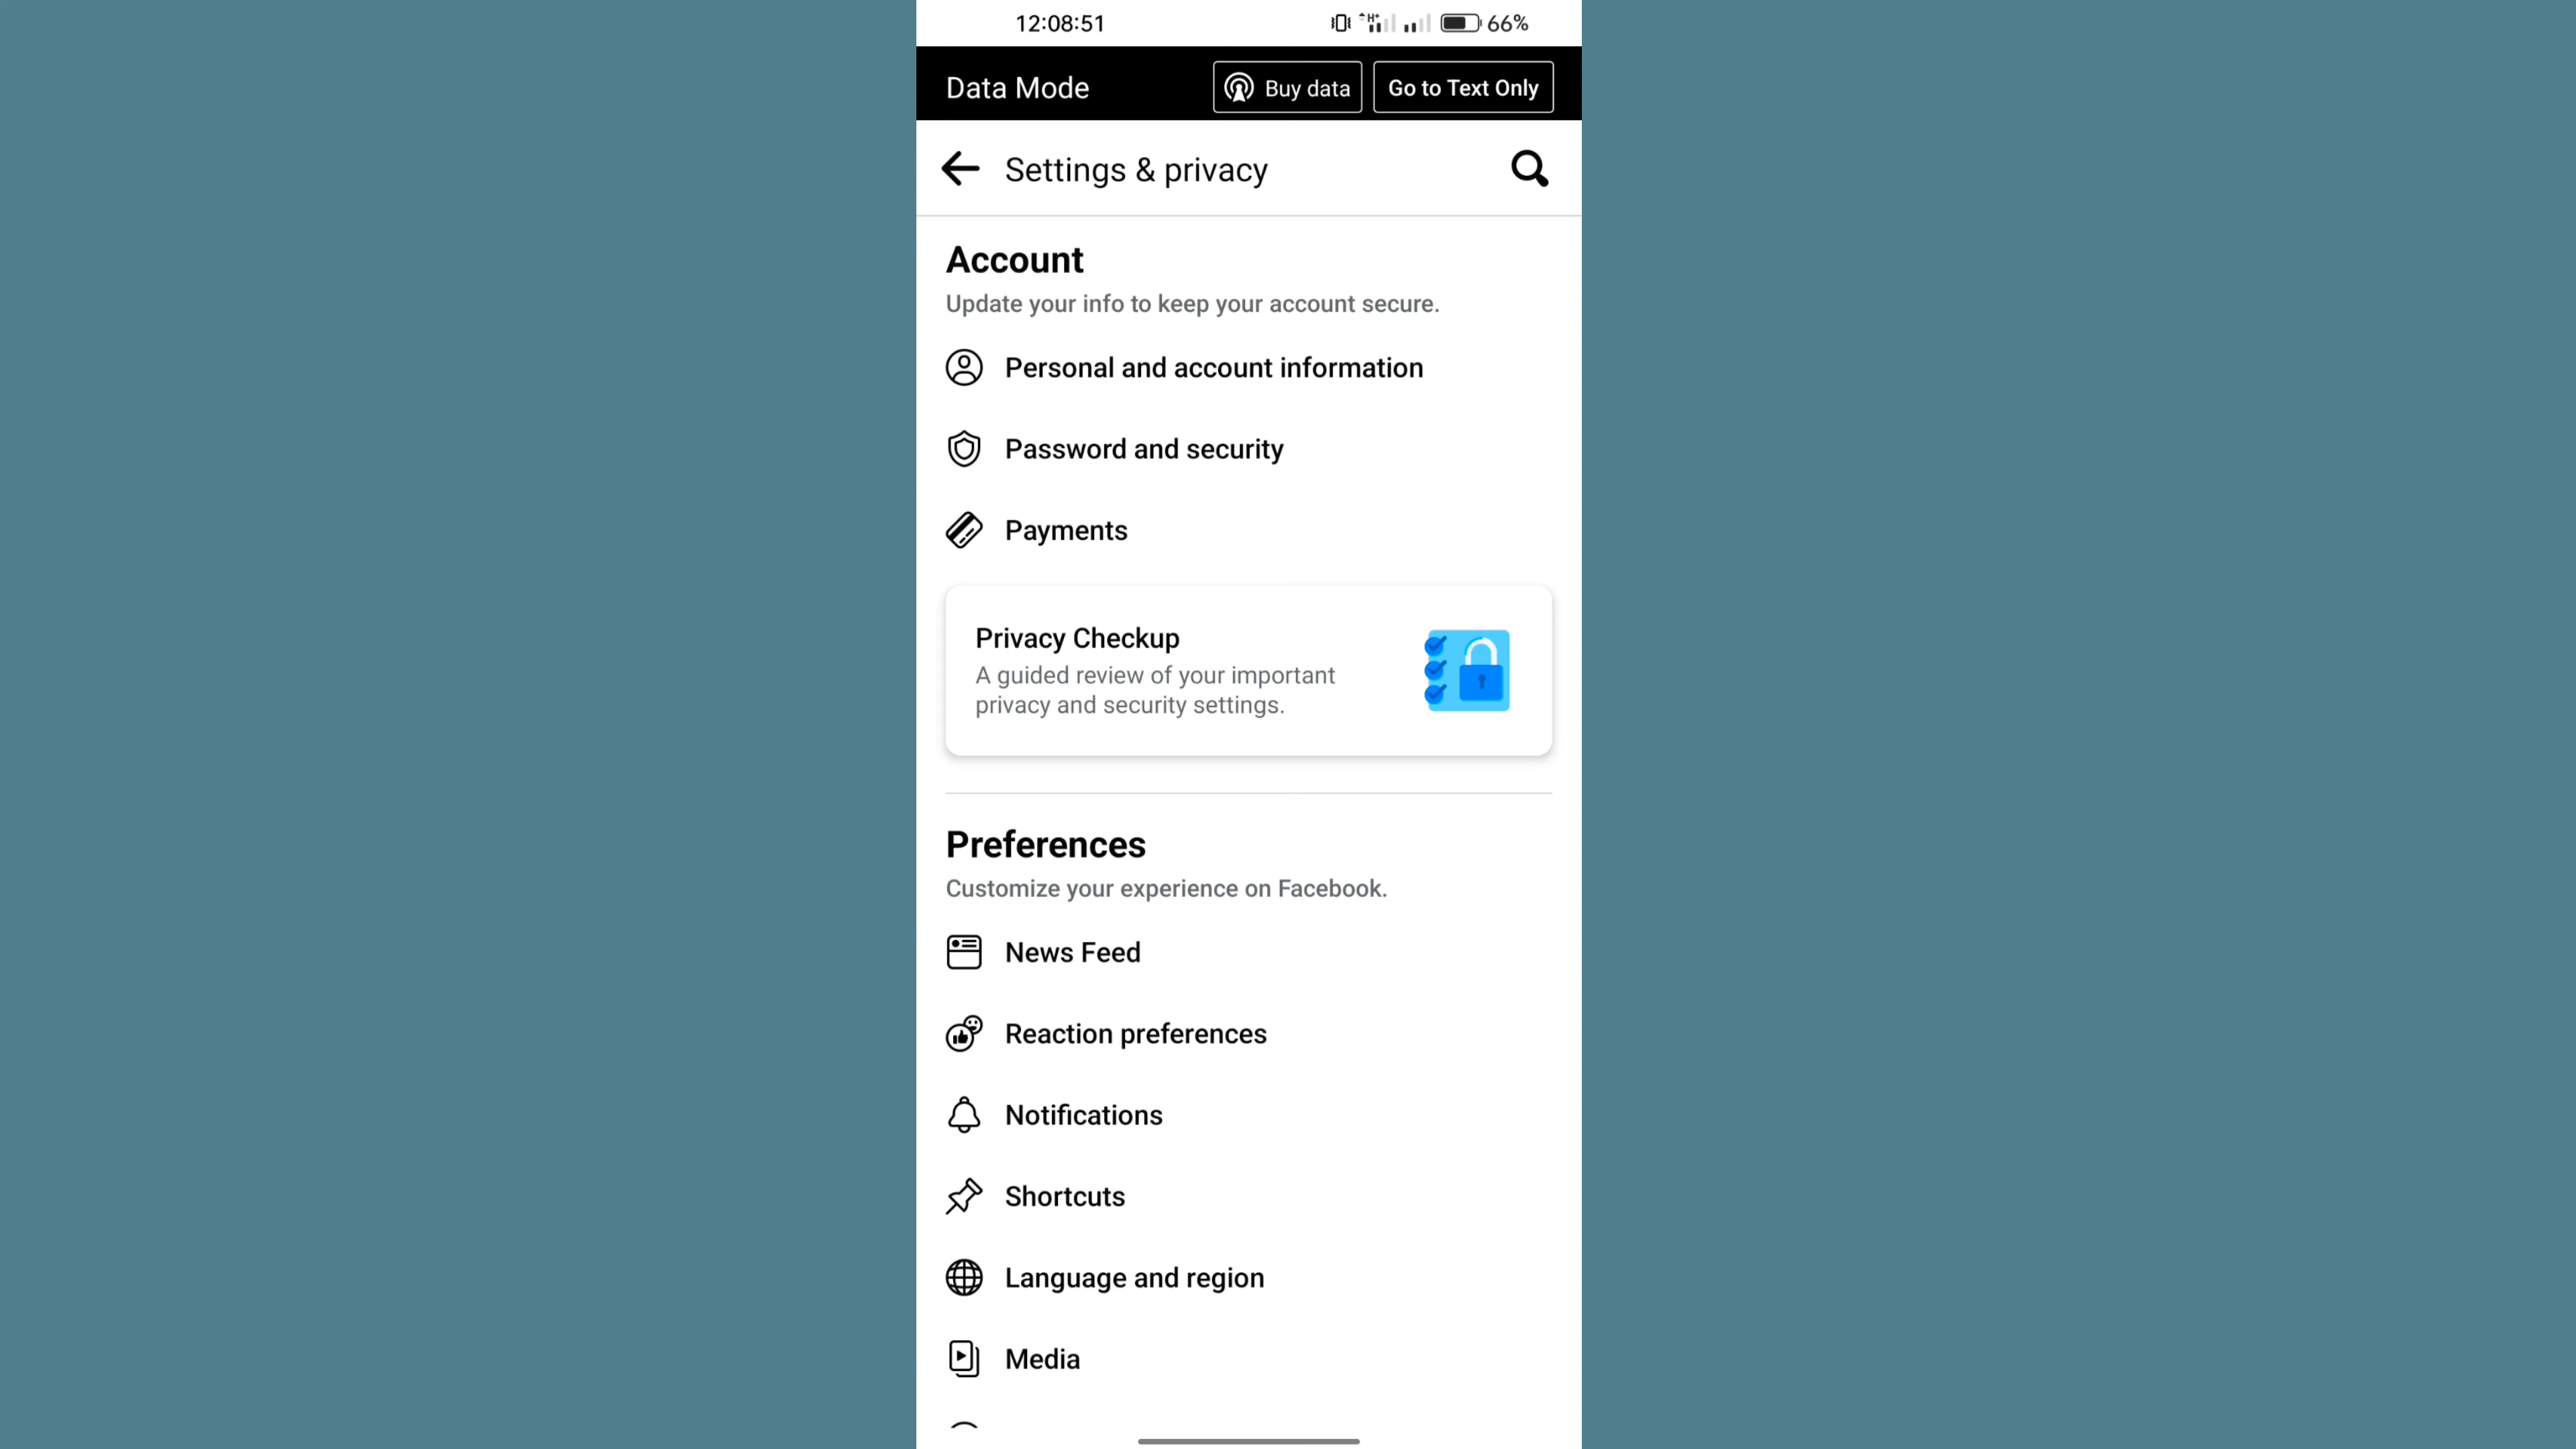 12:08:51
H+
66%
Data Mode
Buy data
Go to Text Only
Settings & privacy
Account
Update your info to keep your account secure.
Personal and account information
Password and security
Payments
Privacy Checkup
A guided review of your important
privacy and security settings.
Preferences
Customize your experience on Facebook.
News Feed
Reaction preferences
Notifications
Shortcuts
Language and region
Media